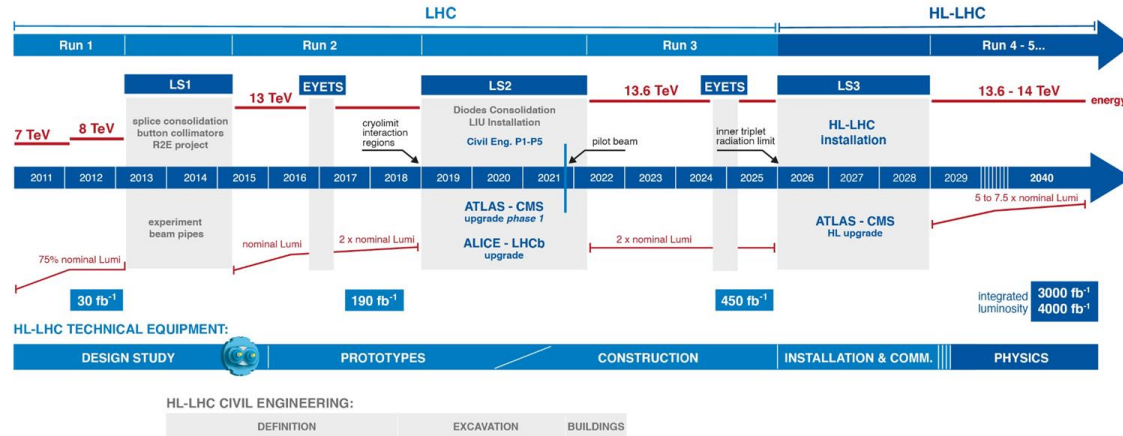 LHC HL-LHC
Run 1 Run 2 Run 3 Run 4 - 5...
LS1 EYETS LS2 EYETS LS3
7 TeV 8 TeV 13 TeV 13.6 TeV 13.6 - 14 TeV energy
splice consolidation
button collimators
R2E project
cryolimit
interaction
regions
Diodes Consolidation
LIU Installation
Civil Eng. P1-P5
pilot beam
inner triplet
radiation limit
HL-LHC
installation
2011 2012 2013 2014 2015 2016 2017 2018 2019 2020 2021 2022 2023 2024 2025 2026 2027 2028 2029 2040
experiment
beam pipes
ATLAS - CMS
upgrade phase 1
ALICE - LHCb
upgrade
ATLAS - CMS
HL upgrade
75% nominal Lumi
nominal Lumi
2 x nominal Lumi
2 x nominal Lumi
5 to 7.5 x nominal Lumi
30 fb⁻¹ 190 fb⁻¹ 450 fb⁻¹
integrated
luminosity
3000 fb⁻¹
4000 fb⁻¹
HL-LHC TECHNICAL EQUIPMENT:
DESIGN STUDY PROTOTYPES CONSTRUCTION INSTALLATION & COMM. PHYSICS
HL-LHC CIVIL ENGINEERING:
DEFINITION EXCAVATION BUILDINGS